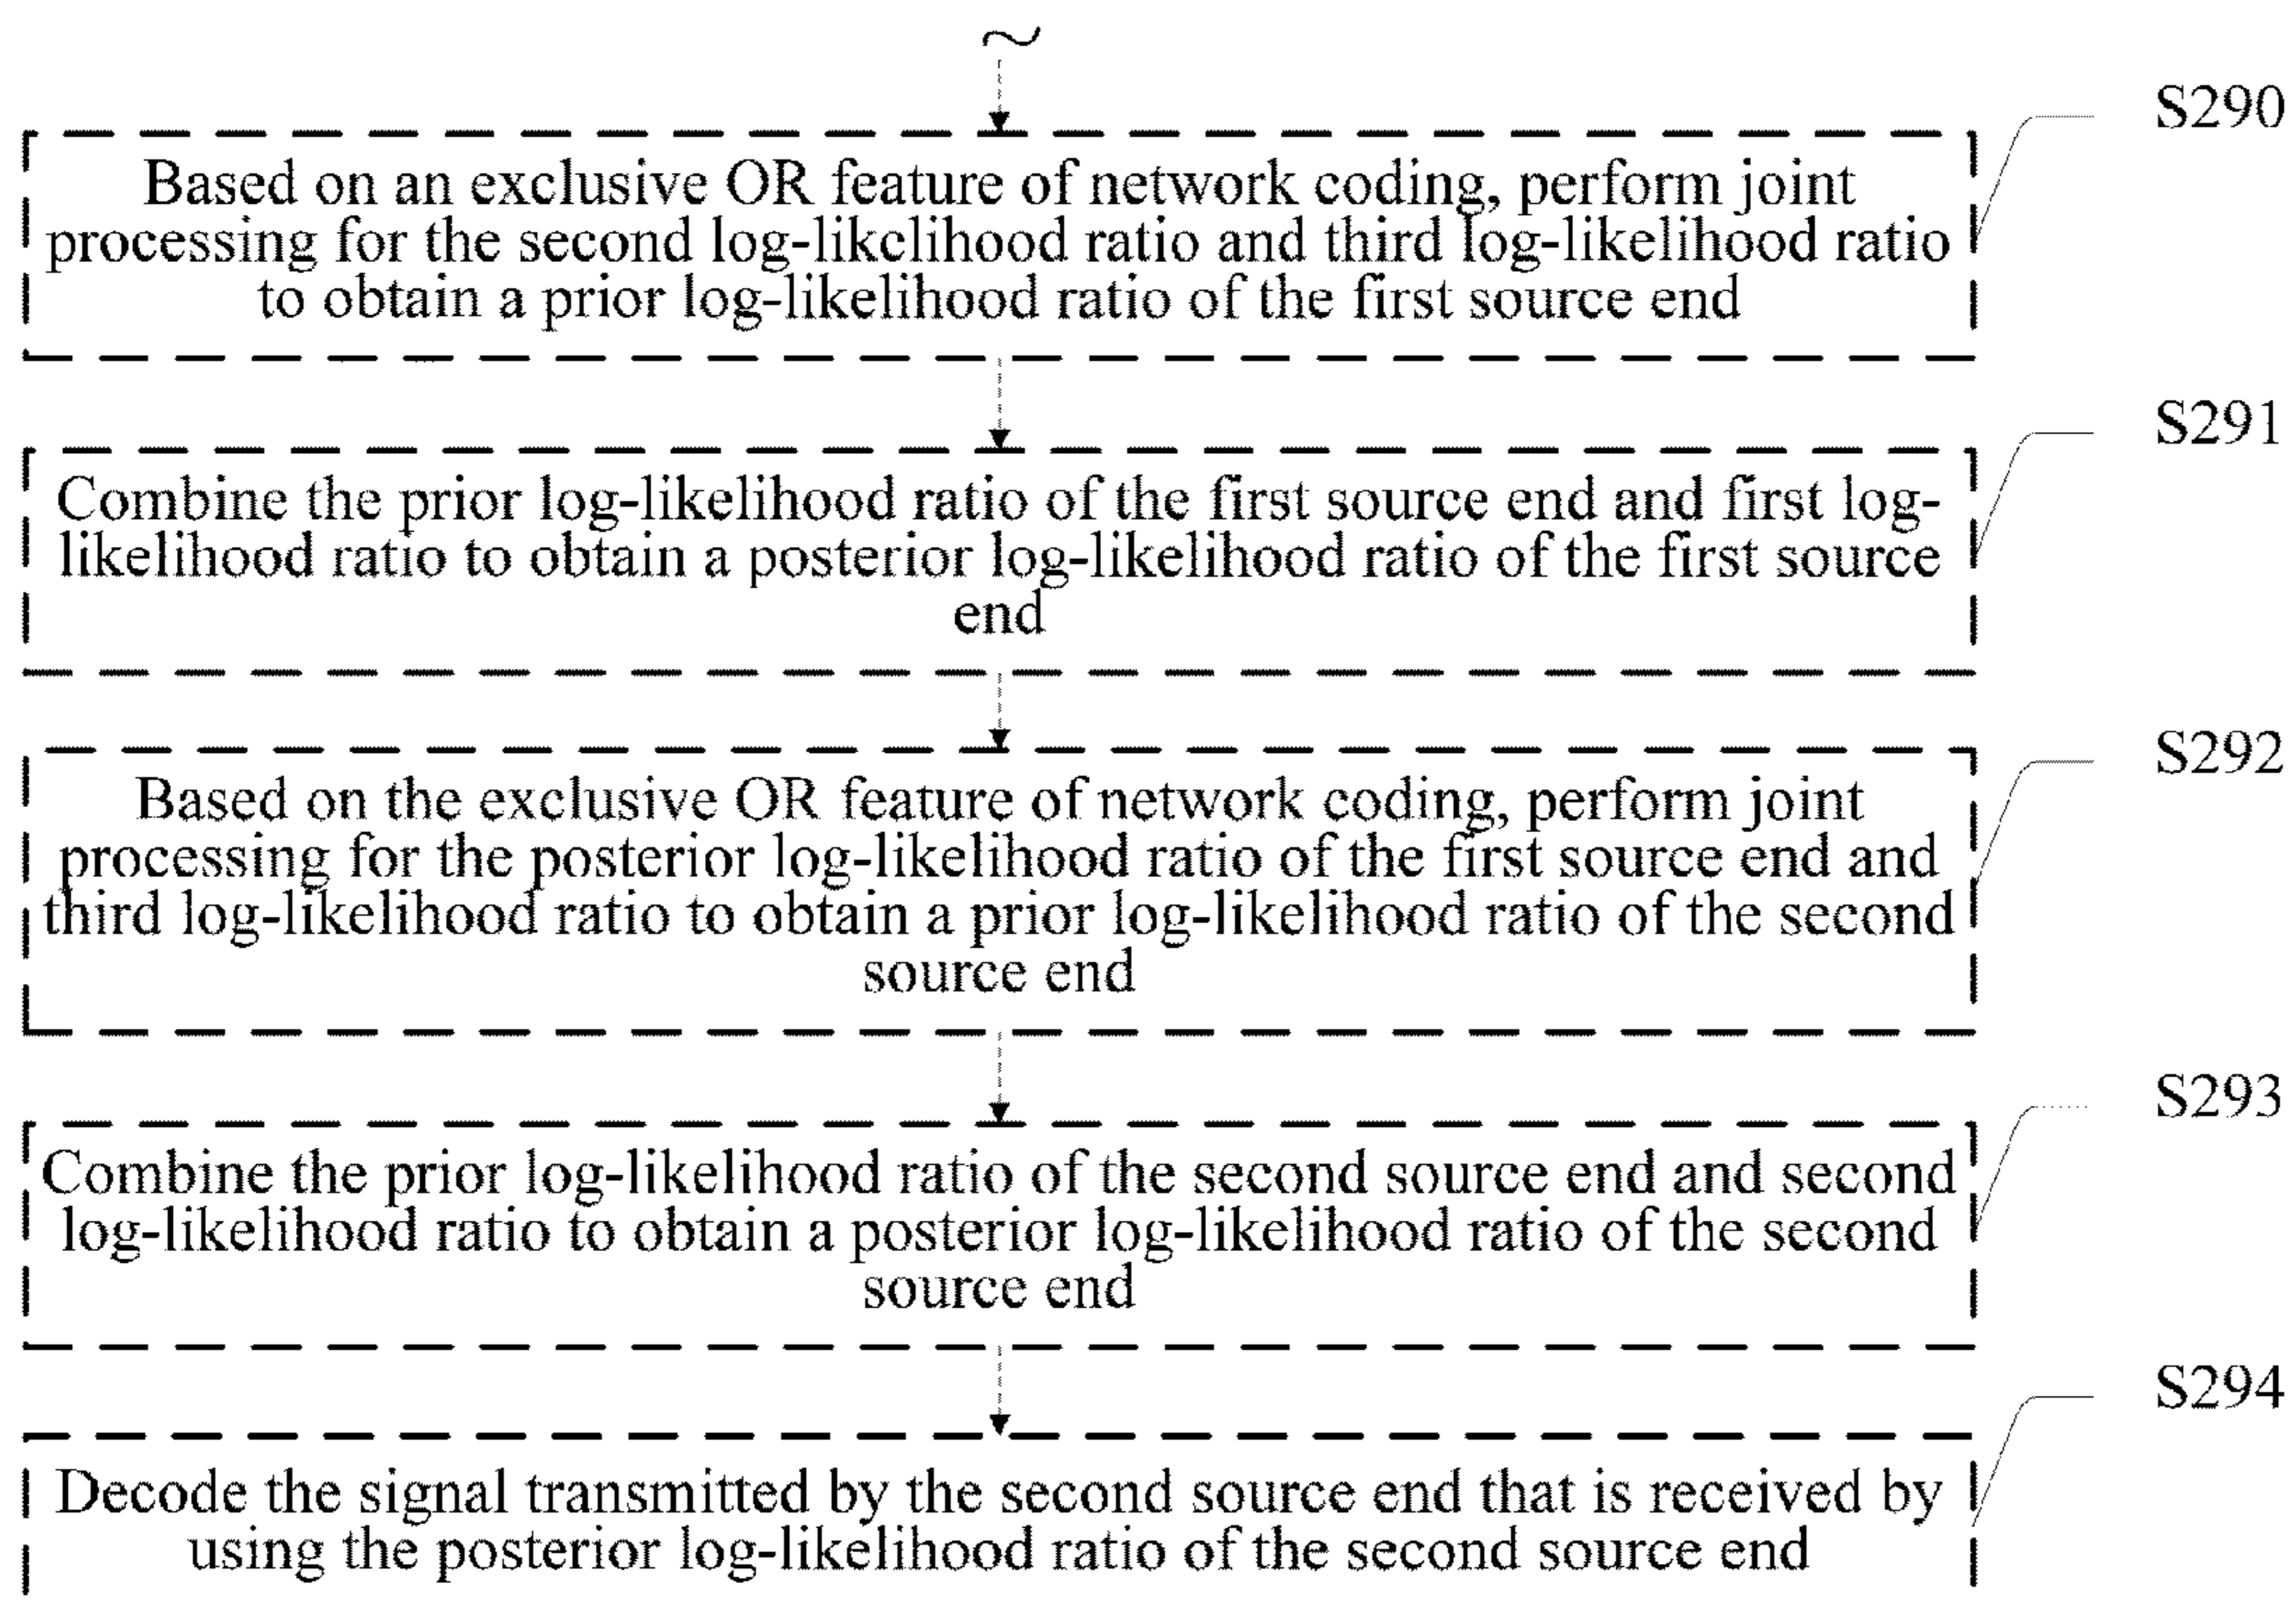 S290
Based on an exclusive OR feature of network coding, perform joint
processing for the second log-likclihood ratio and third log-likelihood ratio
to obtain a prior log-likelihood ratio of the first source end
S291
Combine the prior log-likelihood ratio of the first source end and first log-
likelihood ratio to obtain a posterior log-likelihood ratio of the first source
end
S292
Based on the exclusive OR feature of network coding, perform joint
processing for the posterior log-likelihood ratio of the first source end and
third log-likelihood ratio to obtain a prior log-likelihood ratio of the second
source end
S293
Combine the prior log-likelihood ratio of the second source end and second
log-likelihood ratio to obtain a posterior log-likelihood ratio of the second
source end
S294
Decode the signal transmitted by the second source end that is received by
using the posterior log-likelihood ratio of the second source end